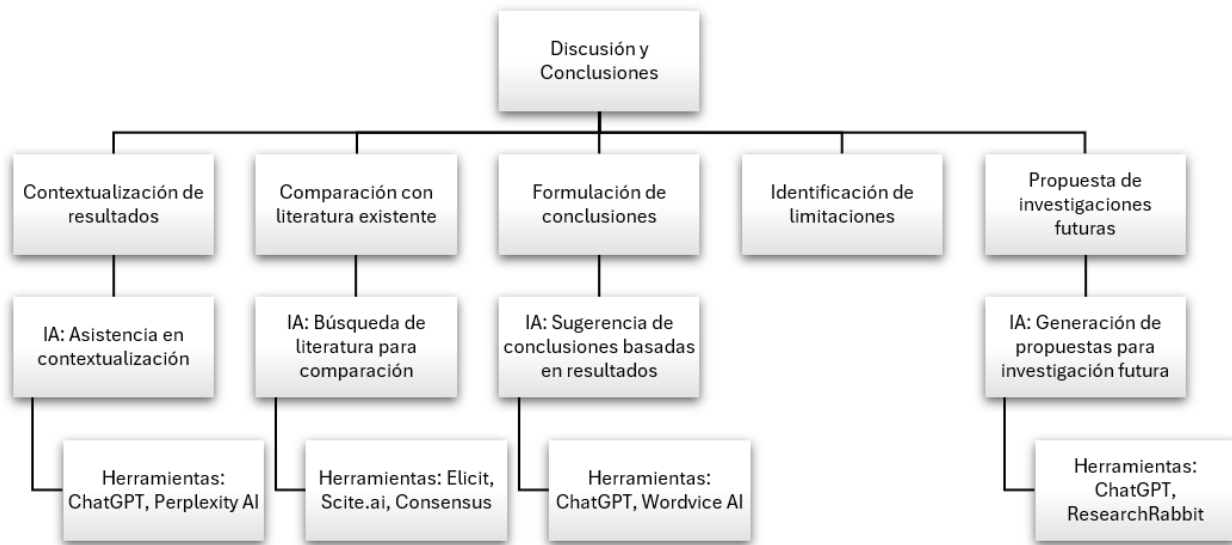 Discusión y
Conclusiones
Contextualización de
resultados
Comparación con
literatura existente
Formulación de
conclusiones
Identificación de
limitaciones
Propuesta de
investigaciones
futuras
IA: Asistencia en
contextualización
IA: Búsqueda de
literatura para
comparación
IA: Sugerencia de
conclusiones basadas
en resultados
IA: Generación de
propuestas para
investigación futura
Herramientas:
ChatGPT, Perplexity AI
Herramientas: Elicit,
Scite.ai, Consensus
Herramientas:
ChatGPT, Wordvice AI
Herramientas:
ChatGPT,
ResearchRabbit